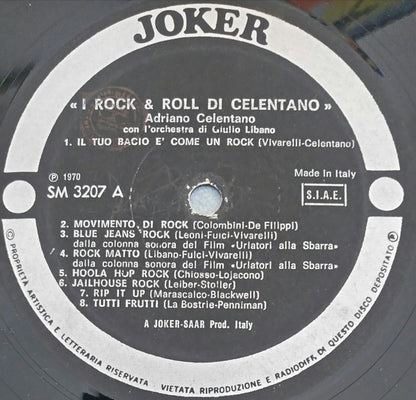 JOKER
« I ROCK & ROLL DI CELENTANO »
Adriano Celentano
con l'orchestra di Giulio Libano
1. IL TUO BACIO E' COME UN ROCK (Vivarelli-Celentano)
℗ 1970
Made in Italy
SM 3207 A
S.I.A.E.
2. MOVIMENTO DI ROCK (Colombini-De Filippi)
3. BLUE JEANS ROCK (Leoni-Fulci-Vivarelli)
dalla colonna sonora del Film «Urlatori alla Sbarra»
4. ROCK MATTO (Libano-Fulci-Vivarelli)
dalla colonna sonora del Film «Urlatori alla Sbarra»
5. HOOLA HOP ROCK (Chiosso-Lojacono)
6. JAILHOUSE ROCK (Leiber-Stoller)
7. RIP IT UP (Marascalco-Blackwell)
8. TUTTI FRUTTI (La Bostrie-Penniman)
A JOKER-SAAR Prod. Italy
© PROPRIETÀ ARTISTICA E LETTERARIA RISERVATA - VIETATA RIPRODUZIONE E RADIODIFF. DI QUESTO DISCO DEPOSITATO